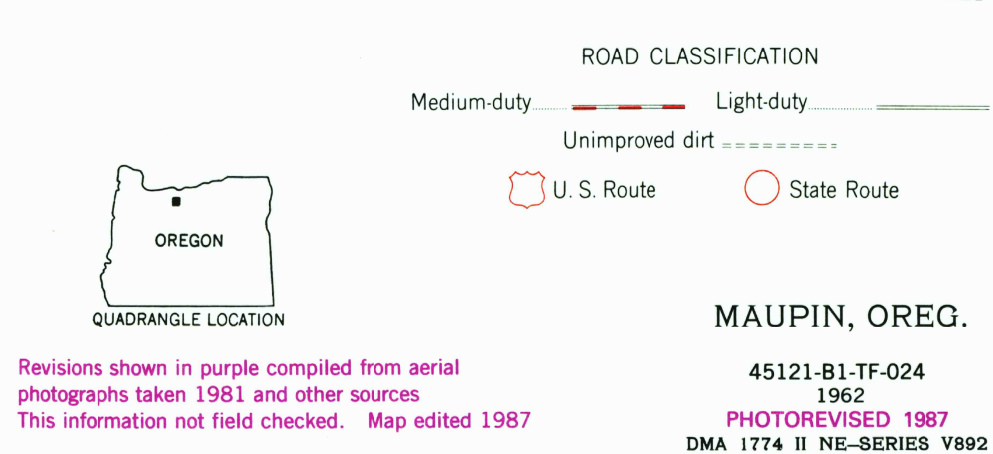 ROAD CLASSIFICATION
Medium-duty Light-duty
Unimproved dirt
U. S. Route State Route
OREGON
QUADRANGLE LOCATION
Revisions shown in purple compiled from aerial
photographs taken 1981 and other sources
This information not field checked. Map edited 1987
MAUPIN, OREG.
45121-B1-TF-024
1962
PHOTOREVISED 1987
DMA 1774 II NE–SERIES V892